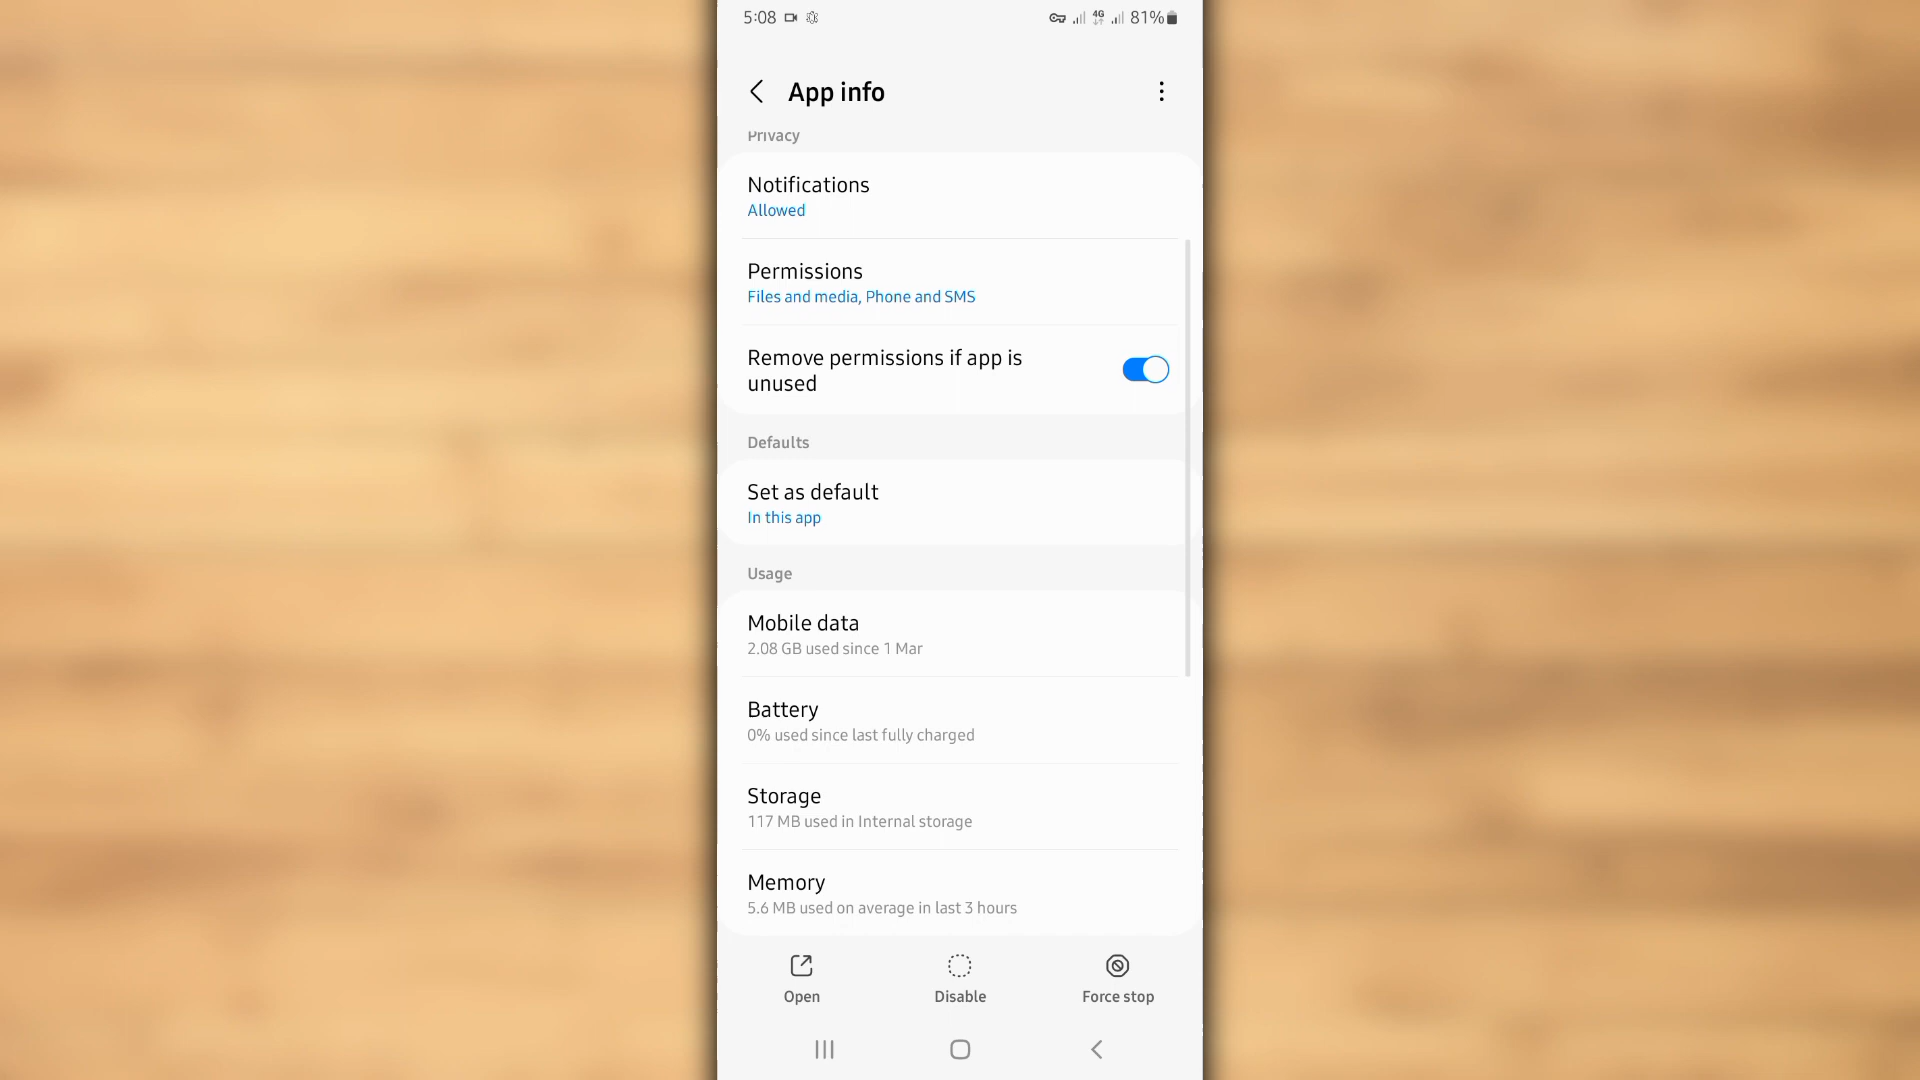 5:08
4G 81%
App info
Privacy
Notifications
Allowed
Permissions
Files and media, Phone and SMS
Remove permissions if app is
unused
Defaults
Set as default
In this app
Usage
Mobile data
2.08 GB used since 1 Mar
Battery
0% used since last fully charged
Storage
117 MB used in Internal storage
Memory
5.6 MB used on average in last 3 hours
Open
Disable
Force stop